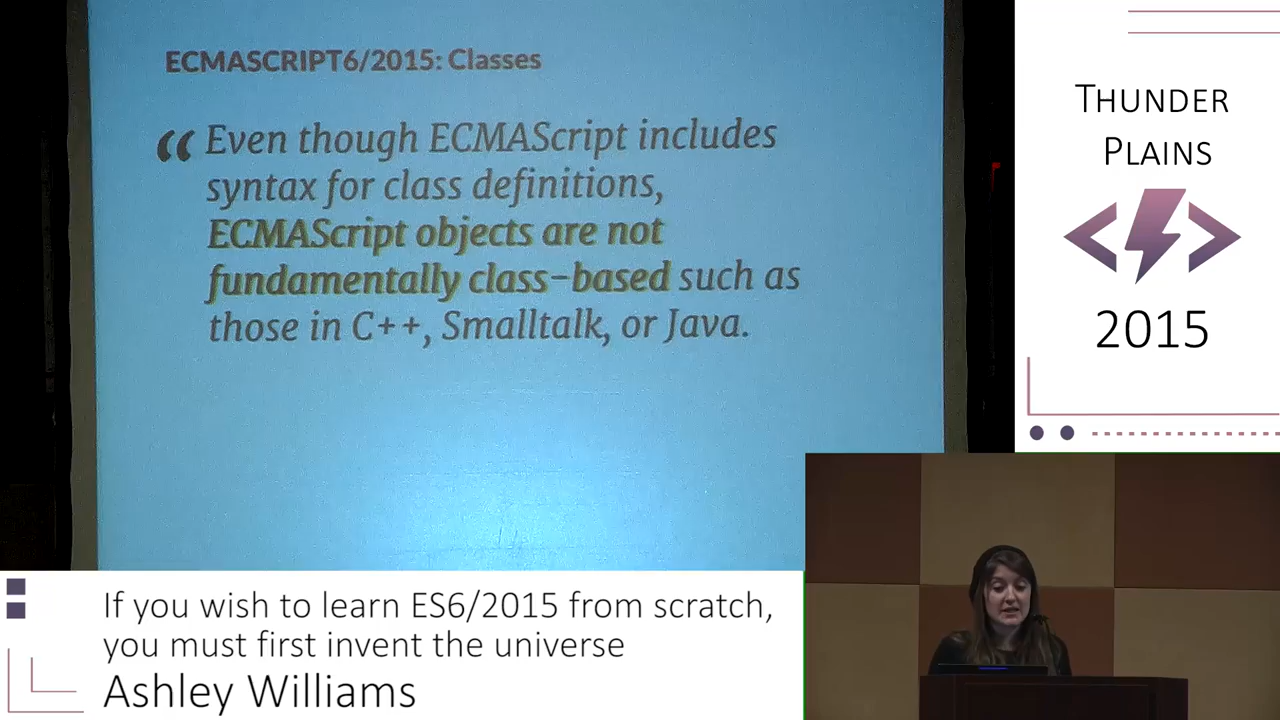 ECMASCRIPT6/2015: Classes
“ Even though ECMAScript includes
syntax for class definitions,
ECMAScript objects are not
fundamentally class-based such as
those in C++, Smalltalk, or Java.
THUNDER
PLAINS
2015
If you wish to learn ES6/2015 from scratch,
you must first invent the universe
Ashley Williams